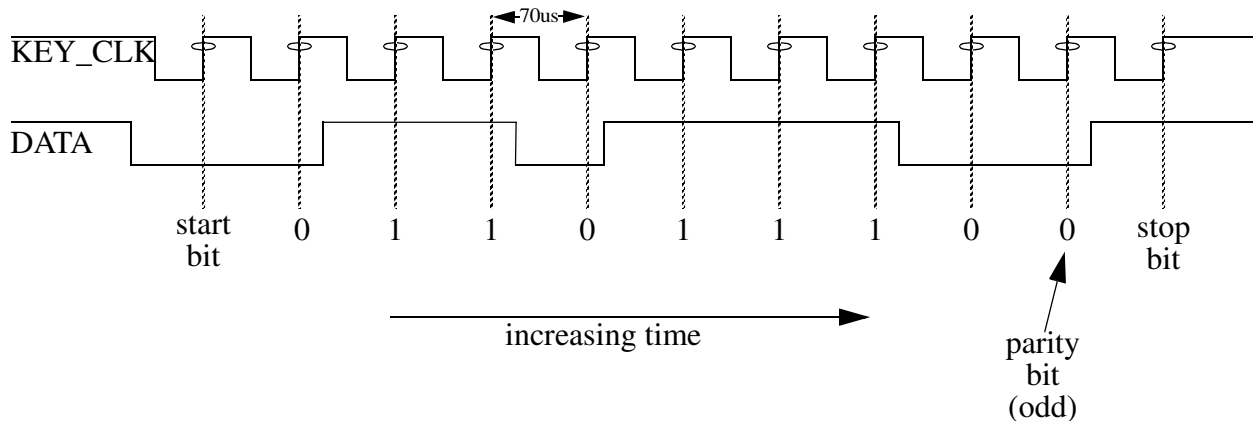 70us
KEY_CLK
DATA
start bit
0 1 1 0 1 1 1 0 0
stop bit
increasing time
parity bit (odd)